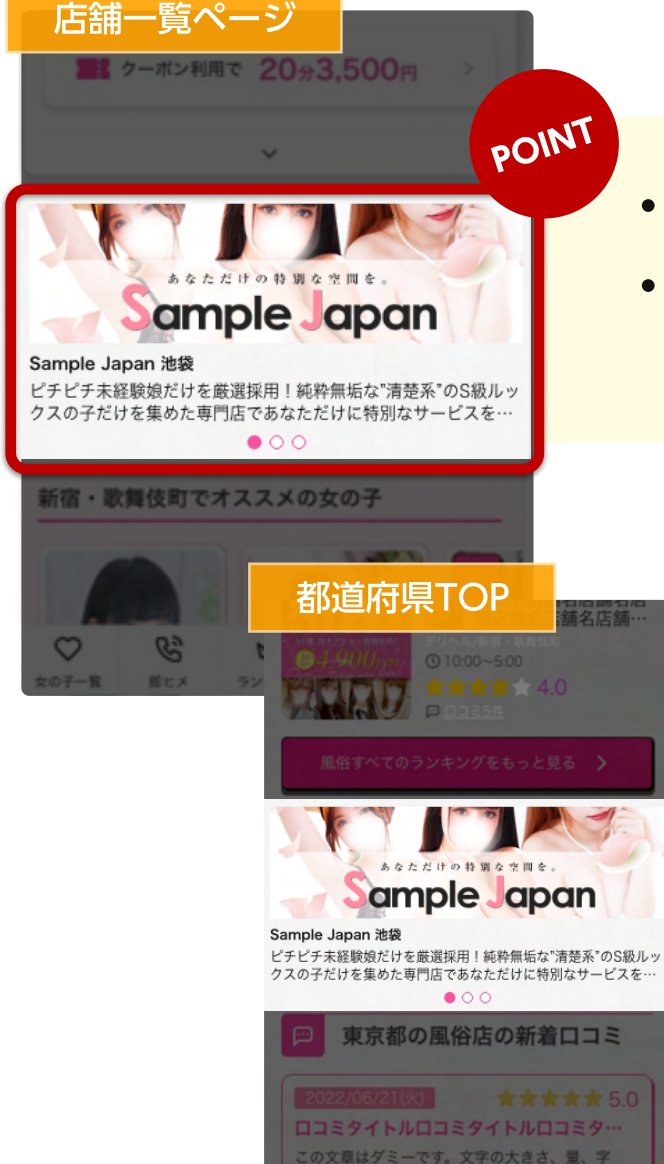 店舗一覧ページ
クーポン利用で 20分3,500円
POINT
あなただけの特別な空間を。
Sample Japan
Sample Japan 池袋
ピチピチ未経験娘だけを厳選採用！純粋無垢な"清楚系"のS級ルッ
クスの子だけを集めた専門店であなただけに特別なサービスを…
新宿・歌舞伎町でオススメの女の子
女の子一覧
即ヒメ
ラン
都道府県TOP
舗名店舗…
デリヘル/新宿・歌舞伎町
4,900
10:00〜5:00
4.0
口コミ5件
風俗すべてのランキングをもっと見る
あなただけの特別な空間を。
Sample Japan
Sample Japan 池袋
ピチピチ未経験娘だけを厳選採用！純粋無垢な"清楚系"のS級ルッ
クスの子だけを集めた専門店であなただけに特別なサービスを…
東京都の風俗店の新着口コミ
2022/06/21(火)
5.0
口コミタイトル口コミタイトル口コミタ…
この文章はダミーです。文字の大きさ、量、字